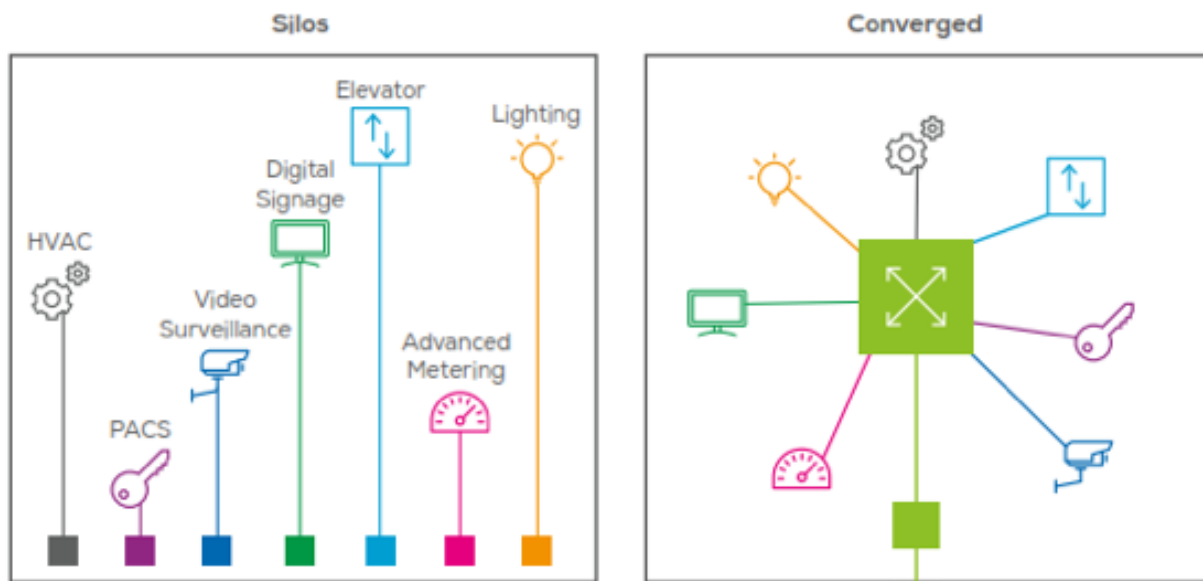 Silos
Converged
Elevator
Lighting
Digital
Signage
HVAC
Video
Surveillance
Advanced
Metering
PACS